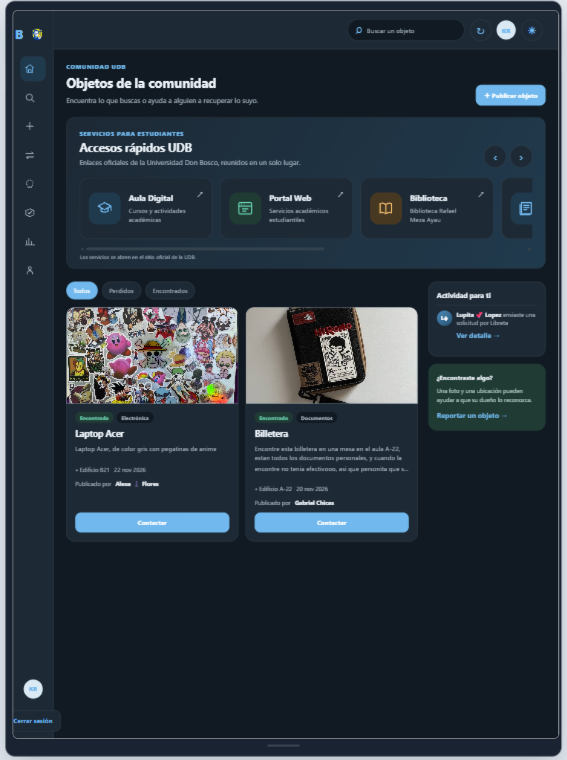 B
Buscar un objeto
COMUNIDAD UDB
Objetos de la comunidad
Encuentra lo que buscas o ayuda a alguien a recuperar lo suyo.
+ Publicar objeto
SERVICIOS PARA ESTUDIANTES
Accesos rápidos UDB
Enlaces oficiales de la Universidad Don Bosco, reunidos en un solo lugar.
Aula Digital
Cursos y actividades
académicas
Portal Web
Servicios académicos
estudiantiles
Biblioteca
Biblioteca Rafael
Meza Ayau
Los servicios se abren en el sitio oficial de la UDB.
Todos
Perdidos
Encontrados
Encontrado
Electrónica
Laptop Acer
Laptop Acer, de color gris con pegatinas de anime
Edificio B21 22 nov 2026
Publicado por Alexa Flores
Contactar
Encontrado
Documentos
Billetera
Encontre esta billetera en una mesa en el aula A-22,
estan todos los documentos personales, y cuando la
encontre no tenia efectivooo, asi que persomita que s...
Edificio A-22 20 nov 2026
Publicado por Gabriel Chicas
Contactar
Actividad para ti
Lupita Lopez enviaste una
solicitud por Libreta
Ver detalle →
¿Encontraste algo?
Una foto y una ubicación pueden
ayudar a que su dueño lo reconozca.
Reportar un objeto →
Cerrar sesión